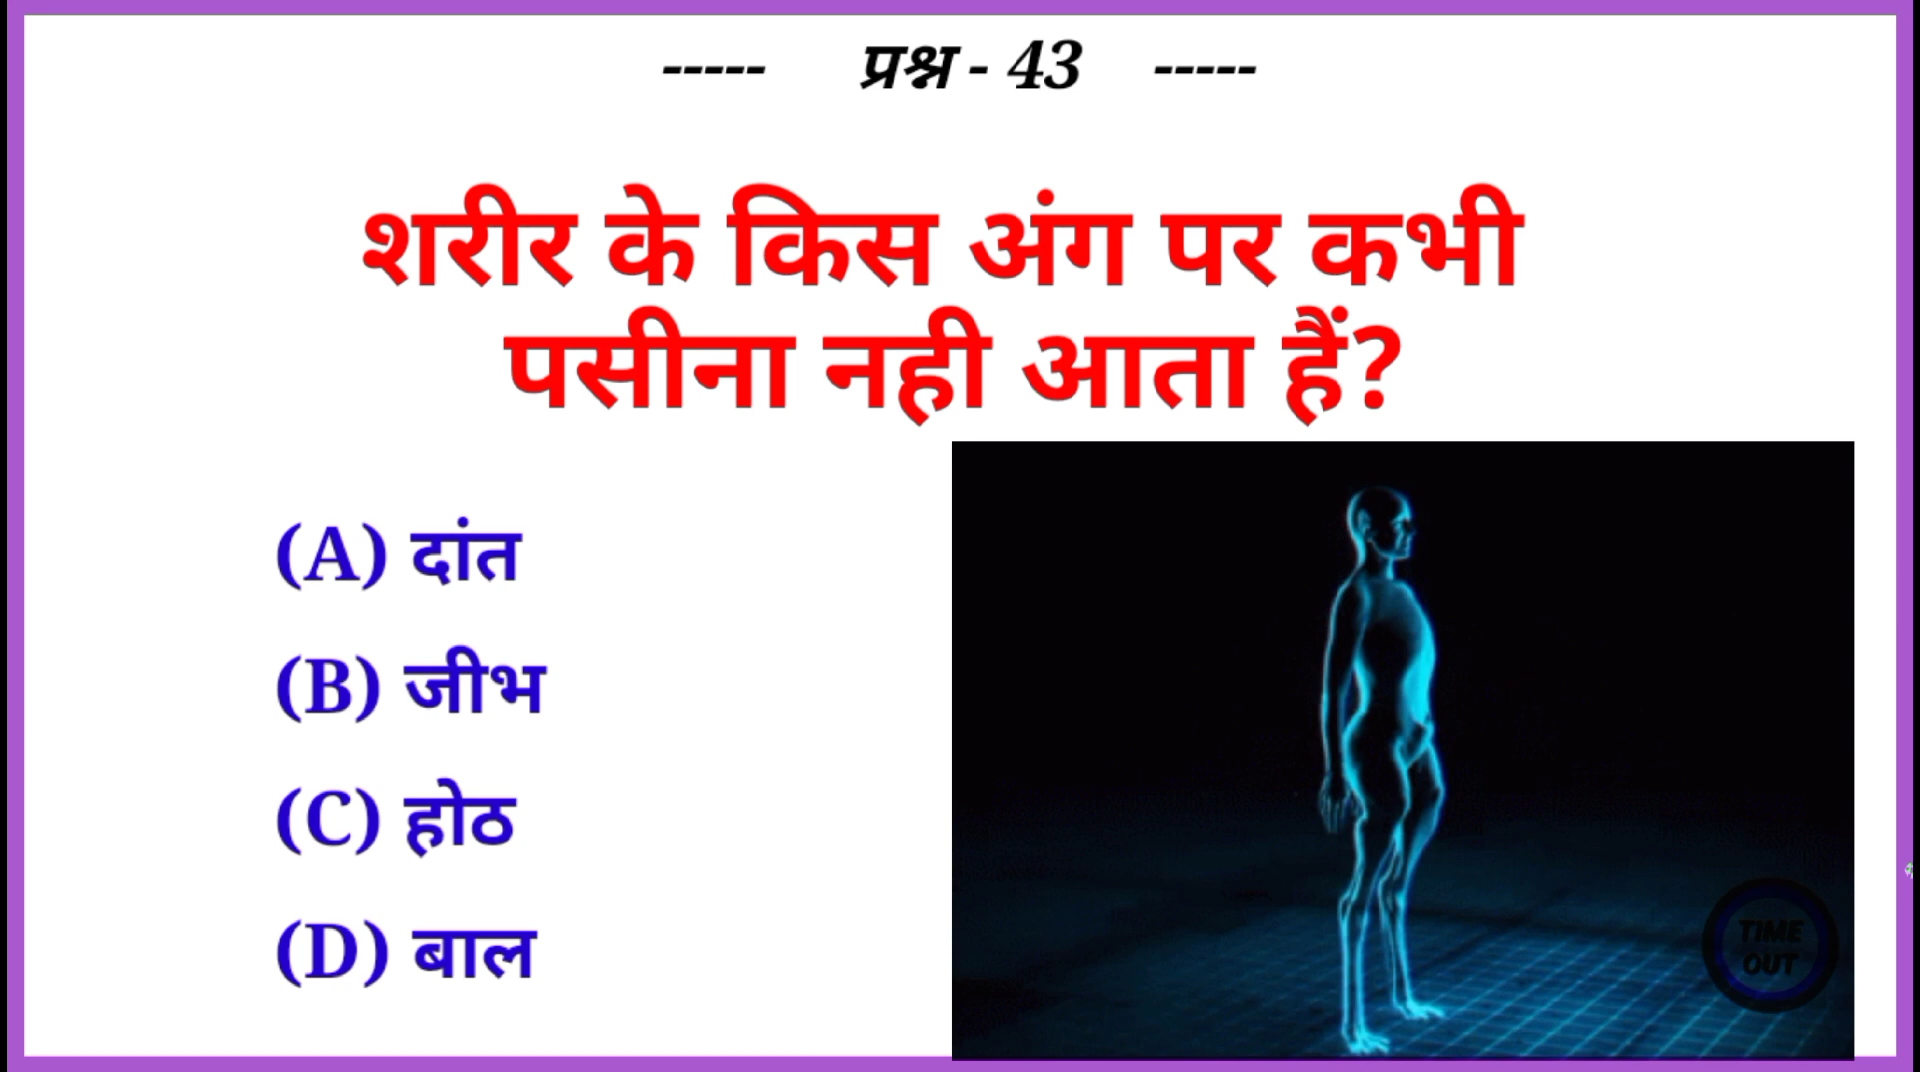 ----- प्रश्न - 43 -----
शरीर के किस अंग पर कभी
पसीना नही आता हैं?
(A) दांत
(B) जीभ
(C) होठ
(D) बाल
TIME
OUT